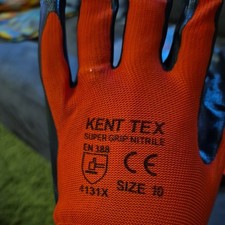 KENT TEX
SUPER GRIP NITRILE
EN 388
CE
4131X
SIZE 10